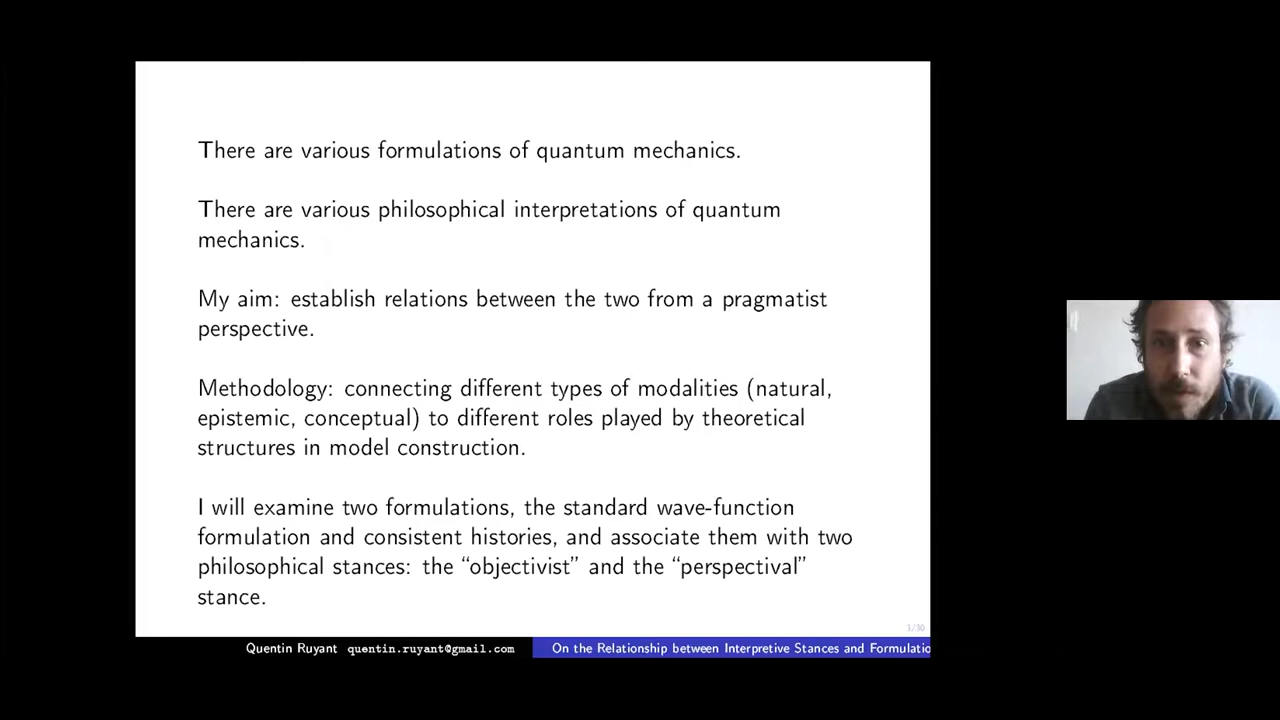 There are various formulations of quantum mechanics.
There are various philosophical interpretations of quantum
mechanics.
My aim: establish relations between the two from a pragmatist
perspective.
Methodology: connecting different types of modalities (natural,
epistemic, conceptual) to different roles played by theoretical
structures in model construction.
I will examine two formulations, the standard wave-function
formulation and consistent histories, and associate them with two
philosophical stances: the “objectivist” and the “perspectival”
stance.
1/30
Quentin Ruyant quentin.ruyant@gmail.com On the Relationship between Interpretive Stances and Formulatio